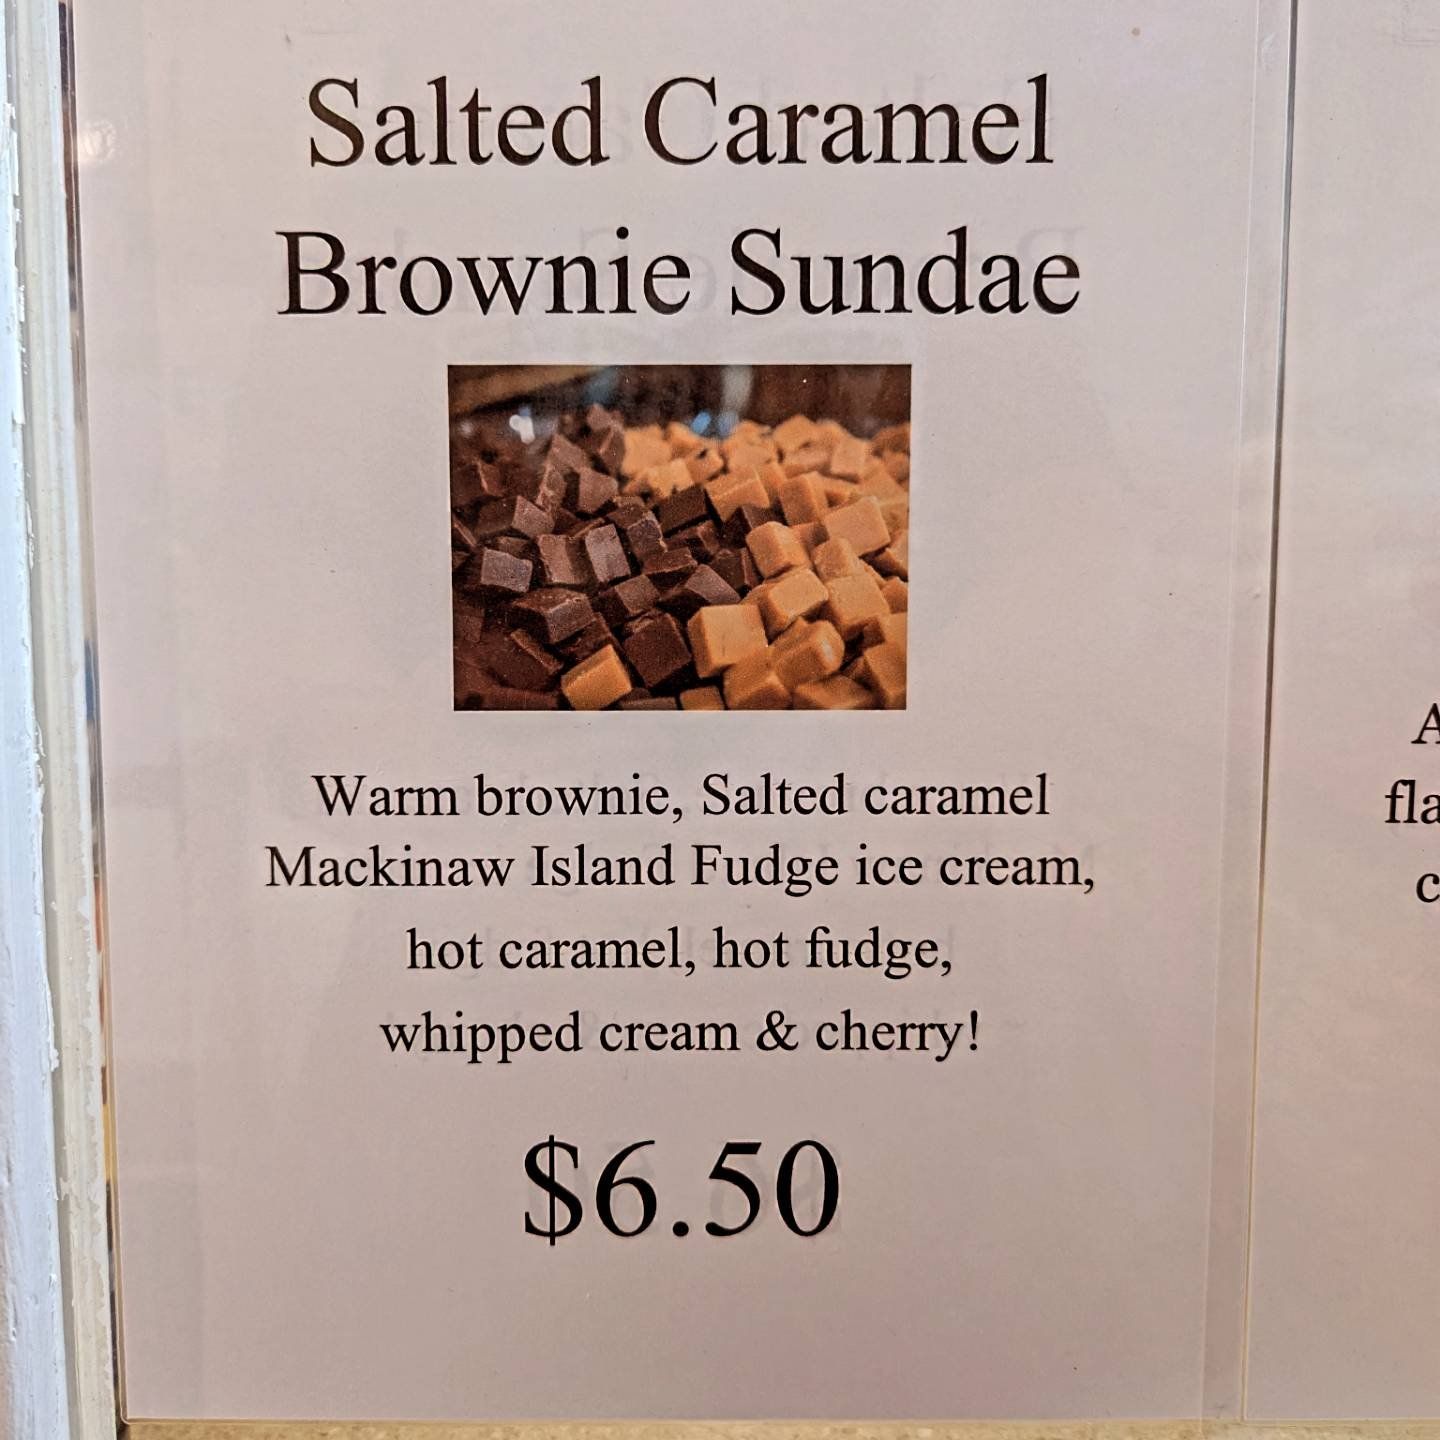 Salted Caramel
Brownie Sundae
Warm brownie, Salted caramel
Mackinaw Island Fudge ice cream,
hot caramel, hot fudge,
whipped cream & cherry!
$6.50
A
fla
c